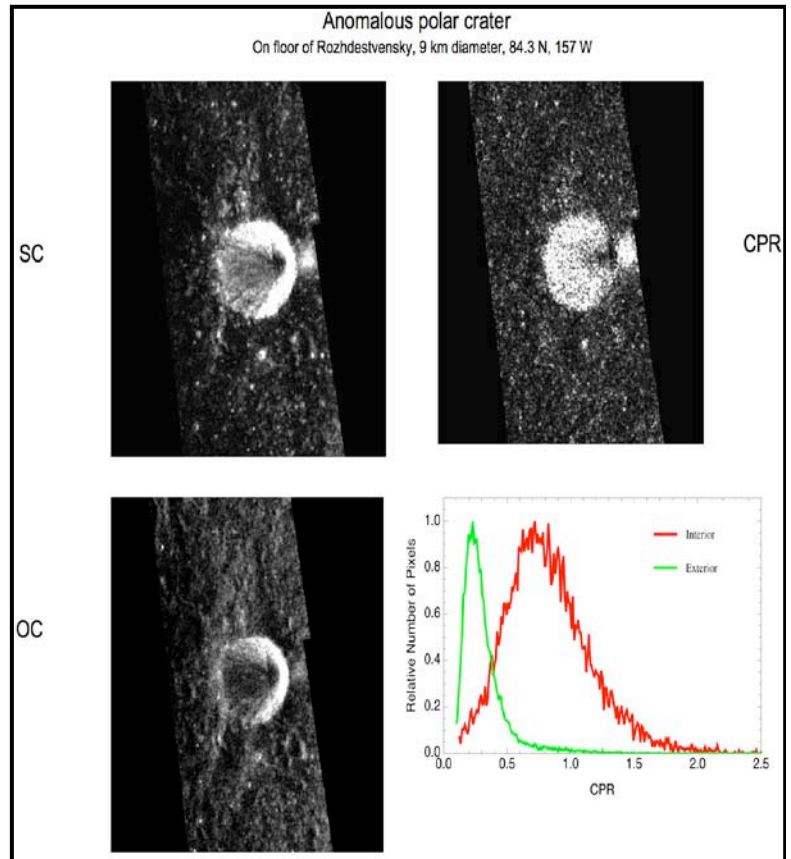 Anomalous polar crater
On floor of Rozhdestvensky, 9 km diameter, 84.3 N, 157 W
SC
CPR
OC
Relative Number of Pixels
1.0
0.8
0.6
0.4
0.2
0.0
Interior
Exterior
0.0 0.5 1.0 1.5 2.0 2.5
CPR